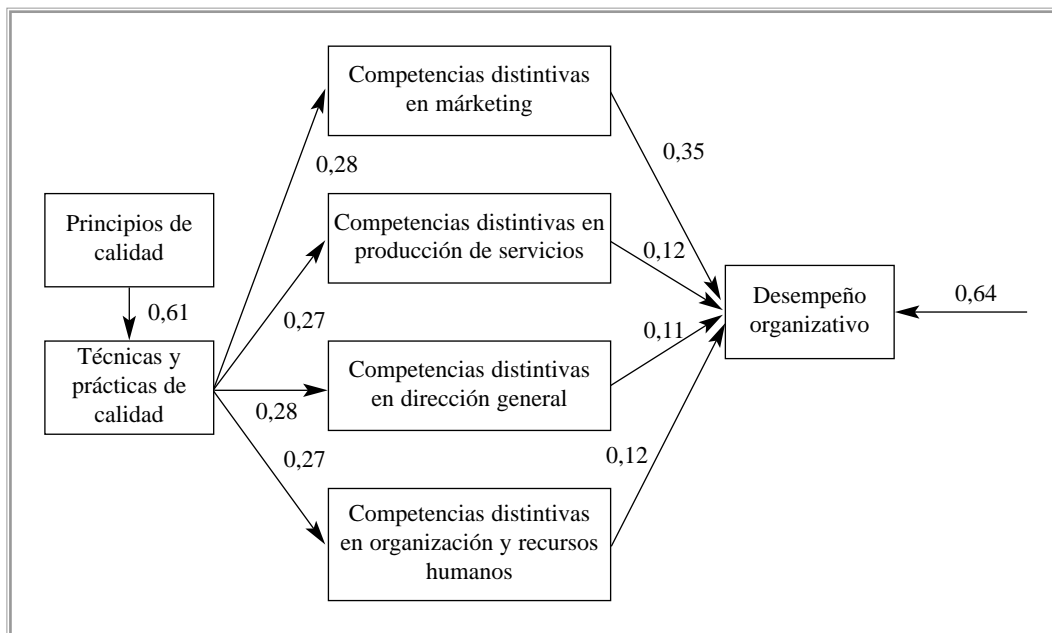 Competencias distintivas
en márketing
0,35
0,28
Principios de
calidad
Competencias distintivas en
producción de servicios
0,12
Desempeño
organizativo
0,64
0,61
0,27
0,11
Técnicas y
prácticas de
calidad
Competencias distintivas
en dirección general
0,28
0,27
0,12
Competencias distintivas
en organización y recursos
humanos